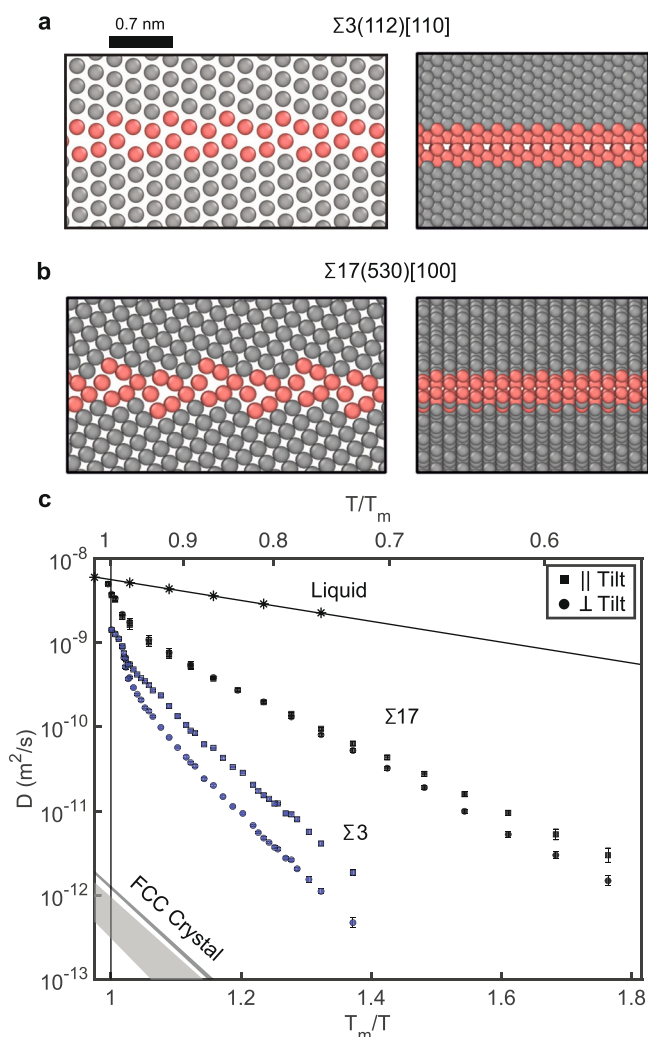 a
0.7 nm
Σ3(112)[110]
b
Σ17(530)[100]
c
T/Tₘ
1 0.9 0.8 0.7 0.6
10⁻⁸
10⁻⁹
10⁻¹⁰
10⁻¹¹
10⁻¹²
10⁻¹³
D (m²/s)
Liquid
|| Tilt
⊥ Tilt
Σ17
Σ3
FCC Crystal
1 1.2 1.4 1.6 1.8
Tₘ/T